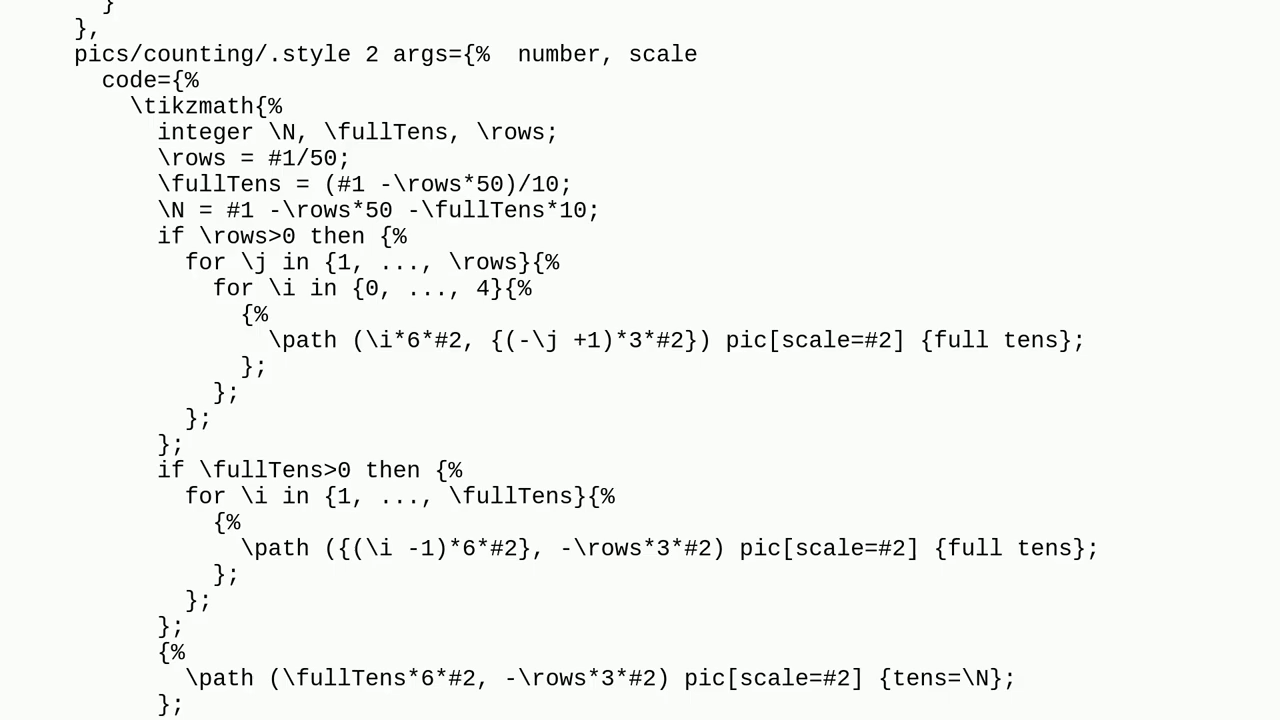 }
},
pics/counting/.style 2 args={%  number, scale
code={%
\tikzmath{%
integer \N, \fullTens, \rows;
\rows = #1/50;
\fullTens = (#1 -\rows*50)/10;
\N = #1 -\rows*50 -\fullTens*10;
if \rows>0 then {%
for \j in {1, ..., \rows}{%
for \i in {0, ..., 4}{%
{%
\path (\i*6*#2, {(-\j +1)*3*#2}) pic[scale=#2] {full tens};
};
};
};
};
if \fullTens>0 then {%
for \i in {1, ..., \fullTens}{%
{%
\path ({(\i -1)*6*#2}, -\rows*3*#2) pic[scale=#2] {full tens};
};
};
};
{%
\path (\fullTens*6*#2, -\rows*3*#2) pic[scale=#2] {tens=\N};
};